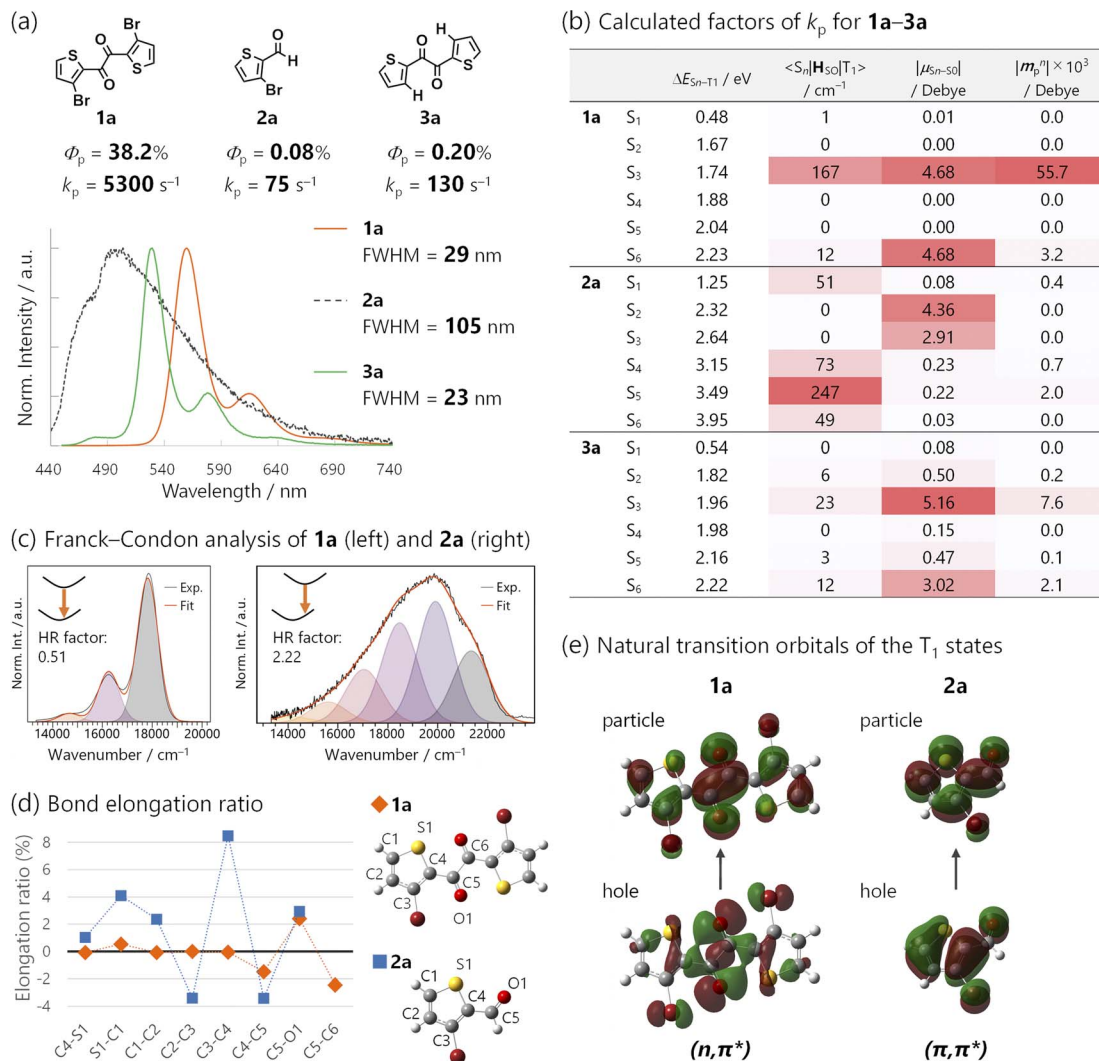 (a)
Br
S
O
O
S
Br
1a
Φp = 38.2%
kp = 5300 s⁻¹
O
S
H
Br
2a
Φp = 0.08%
kp = 75 s⁻¹
H
S
O
O
S
H
3a
Φp = 0.20%
kp = 130 s⁻¹
Norm. Intensity / a.u.
1a
FWHM = 29 nm
2a
FWHM = 105 nm
3a
FWHM = 23 nm
440 490 540 590 640 690 740
Wavelength / nm
(b) Calculated factors of kp for 1a–3a
ΔE_Sn−T1 / eV <Sn|H_SO|T1> / cm⁻¹ |μ_Sn−S0| / Debye |m_pⁿ| × 10³ / Debye
1a S₁ 0.48 1 0.01 0.0
S₂ 1.67 0 0.00 0.0
S₃ 1.74 167 4.68 55.7
S₄ 1.88 0 0.00 0.0
S₅ 2.04 0 0.00 0.0
S₆ 2.23 12 4.68 3.2
2a S₁ 1.25 51 0.08 0.4
S₂ 2.32 0 4.36 0.0
S₃ 2.64 0 2.91 0.0
S₄ 3.15 73 0.23 0.7
S₅ 3.49 247 0.22 2.0
S₆ 3.95 49 0.03 0.0
3a S₁ 0.54 0 0.08 0.0
S₂ 1.82 6 0.50 0.2
S₃ 1.96 23 5.16 7.6
S₄ 1.98 0 0.15 0.0
S₅ 2.16 3 0.47 0.1
S₆ 2.22 12 3.02 2.1
(c) Franck–Condon analysis of 1a (left) and 2a (right)
Norm. Int. / a.u.
HR factor:
0.51
Exp.
Fit
14000 16000 18000 20000
Wavenumber / cm⁻¹
Norm. Int. / a.u.
HR factor:
2.22
Exp.
Fit
14000 16000 18000 20000 22000
Wavenumber / cm⁻¹
(d) Bond elongation ratio
Elongation ratio (%)
8
6
4
2
0
-2
-4
C4-S1 S1-C1 C1-C2 C2-C3 C3-C4 C4-C5 C5-O1 C5-C6
1a
S1
C1
C6
C4
C2
C5
C3
O1
2a
S1
C1
O1
C4
C2
C5
C3
(e) Natural transition orbitals of the T₁ states
1a
2a
particle
particle
hole
hole
(n,π*)
(π,π*)